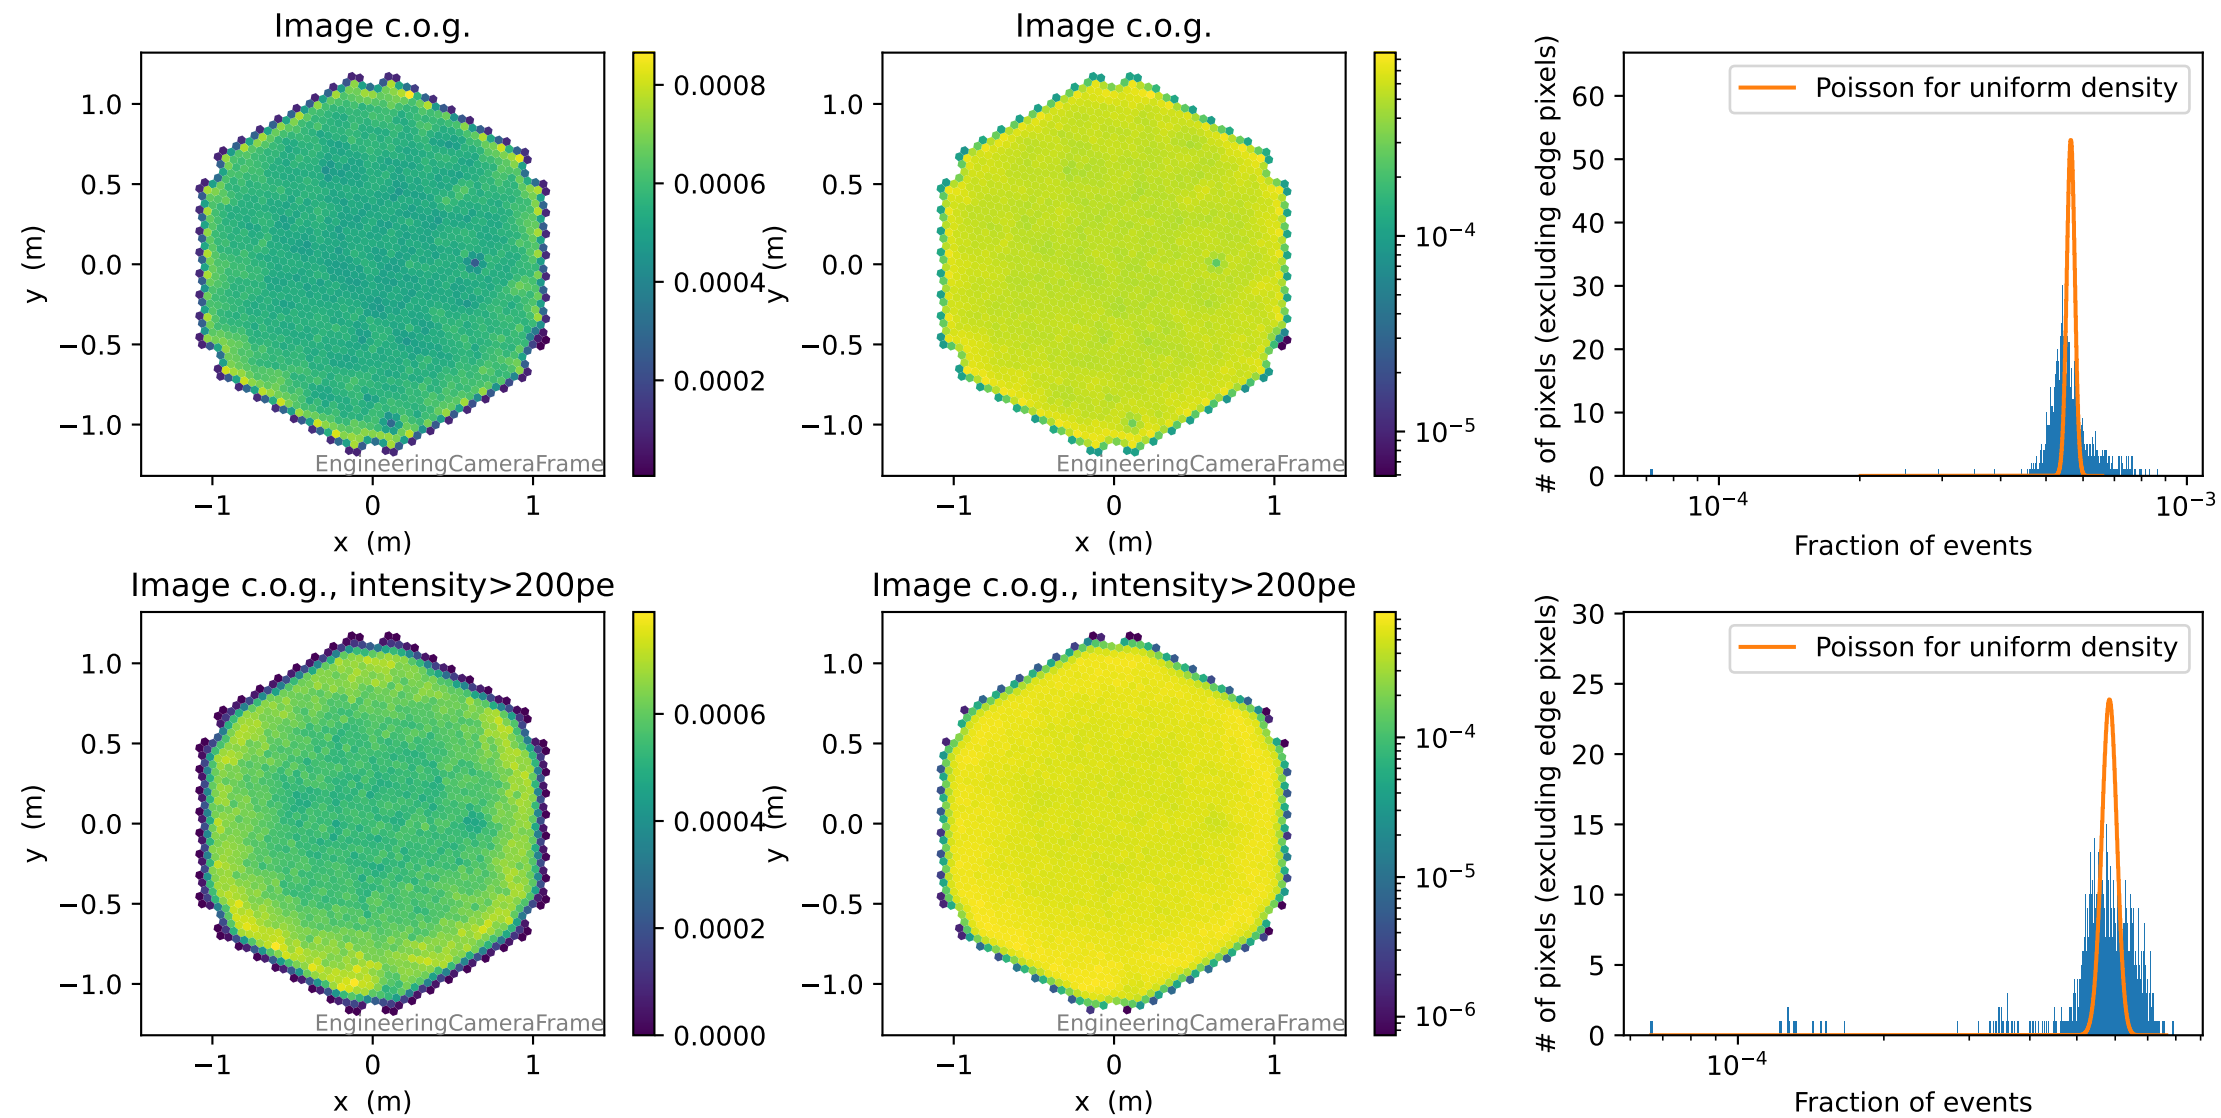 Image c.o.g.
1.0
0.5
0.0
−0.5
−1.0
y (m)
−1
0
1
x (m)
EngineeringCameraFrame
0.0008
0.0006
0.0004
0.0002
Image c.o.g.
1.0
0.5
0.0
−0.5
−1.0
y (m)
−1
0
1
x (m)
EngineeringCameraFrame
10⁻⁴
10⁻⁵
# of pixels (excluding edge pixels)
60
50
40
30
20
10
0
Poisson for uniform density
10⁻⁴
10⁻³
Fraction of events
Image c.o.g., intensity>200pe
1.0
0.5
0.0
−0.5
−1.0
y (m)
−1
0
1
x (m)
EngineeringCameraFrame
0.0006
0.0004
0.0002
0.0000
Image c.o.g., intensity>200pe
1.0
0.5
0.0
−0.5
−1.0
y (m)
−1
0
1
x (m)
EngineeringCameraFrame
10⁻⁴
10⁻⁵
10⁻⁶
# of pixels (excluding edge pixels)
30
25
20
15
10
5
0
Poisson for uniform density
10⁻⁴
Fraction of events